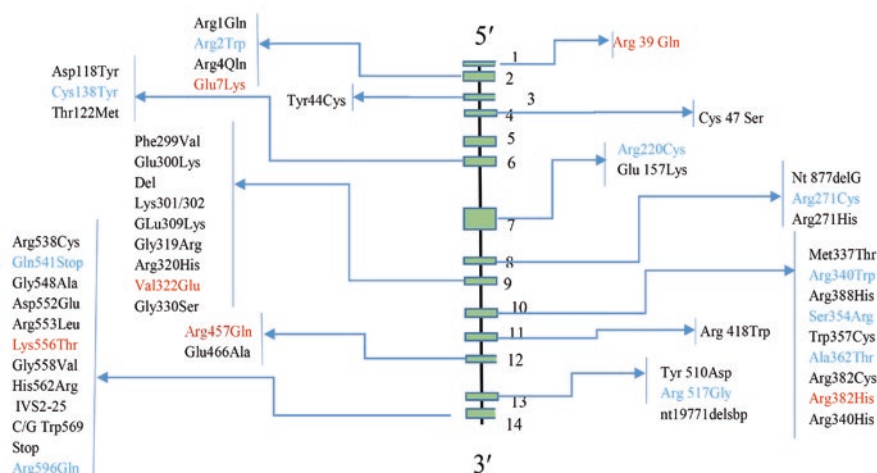 5′
Arg1Gln
Arg2Trp
Arg4Qln
Glu7Lys
Arg 39 Gln
Asp118Tyr
Cys138Tyr
Thr122Met
Tyr44Cys
Cys 47 Ser
Phe299Val
Glu300Lys
Del
Lys301/302
GLu309Lys
Gly319Arg
Arg320His
Val322Glu
Gly330Ser
Arg220Cys
Glu 157Lys
Nt 877delG
Arg271Cys
Arg271His
Arg538Cys
Gln541Stop
Gly548Ala
Asp552Glu
Arg553Leu
Lys556Thr
Gly558Val
His562Arg
IVS2-25
C/G Trp569
Stop
Arg596Gln
Arg457Gln
Glu466Ala
Met337Thr
Arg340Trp
Arg388His
Ser354Arg
Trp357Cys
Ala362Thr
Arg382Cys
Arg382His
Arg340His
Arg 418Trp
Tyr 510Asp
Arg 517Gly
nt19771delsbp
1
2
3
4
5
6
7
8
9
10
11
12
13
14
3′